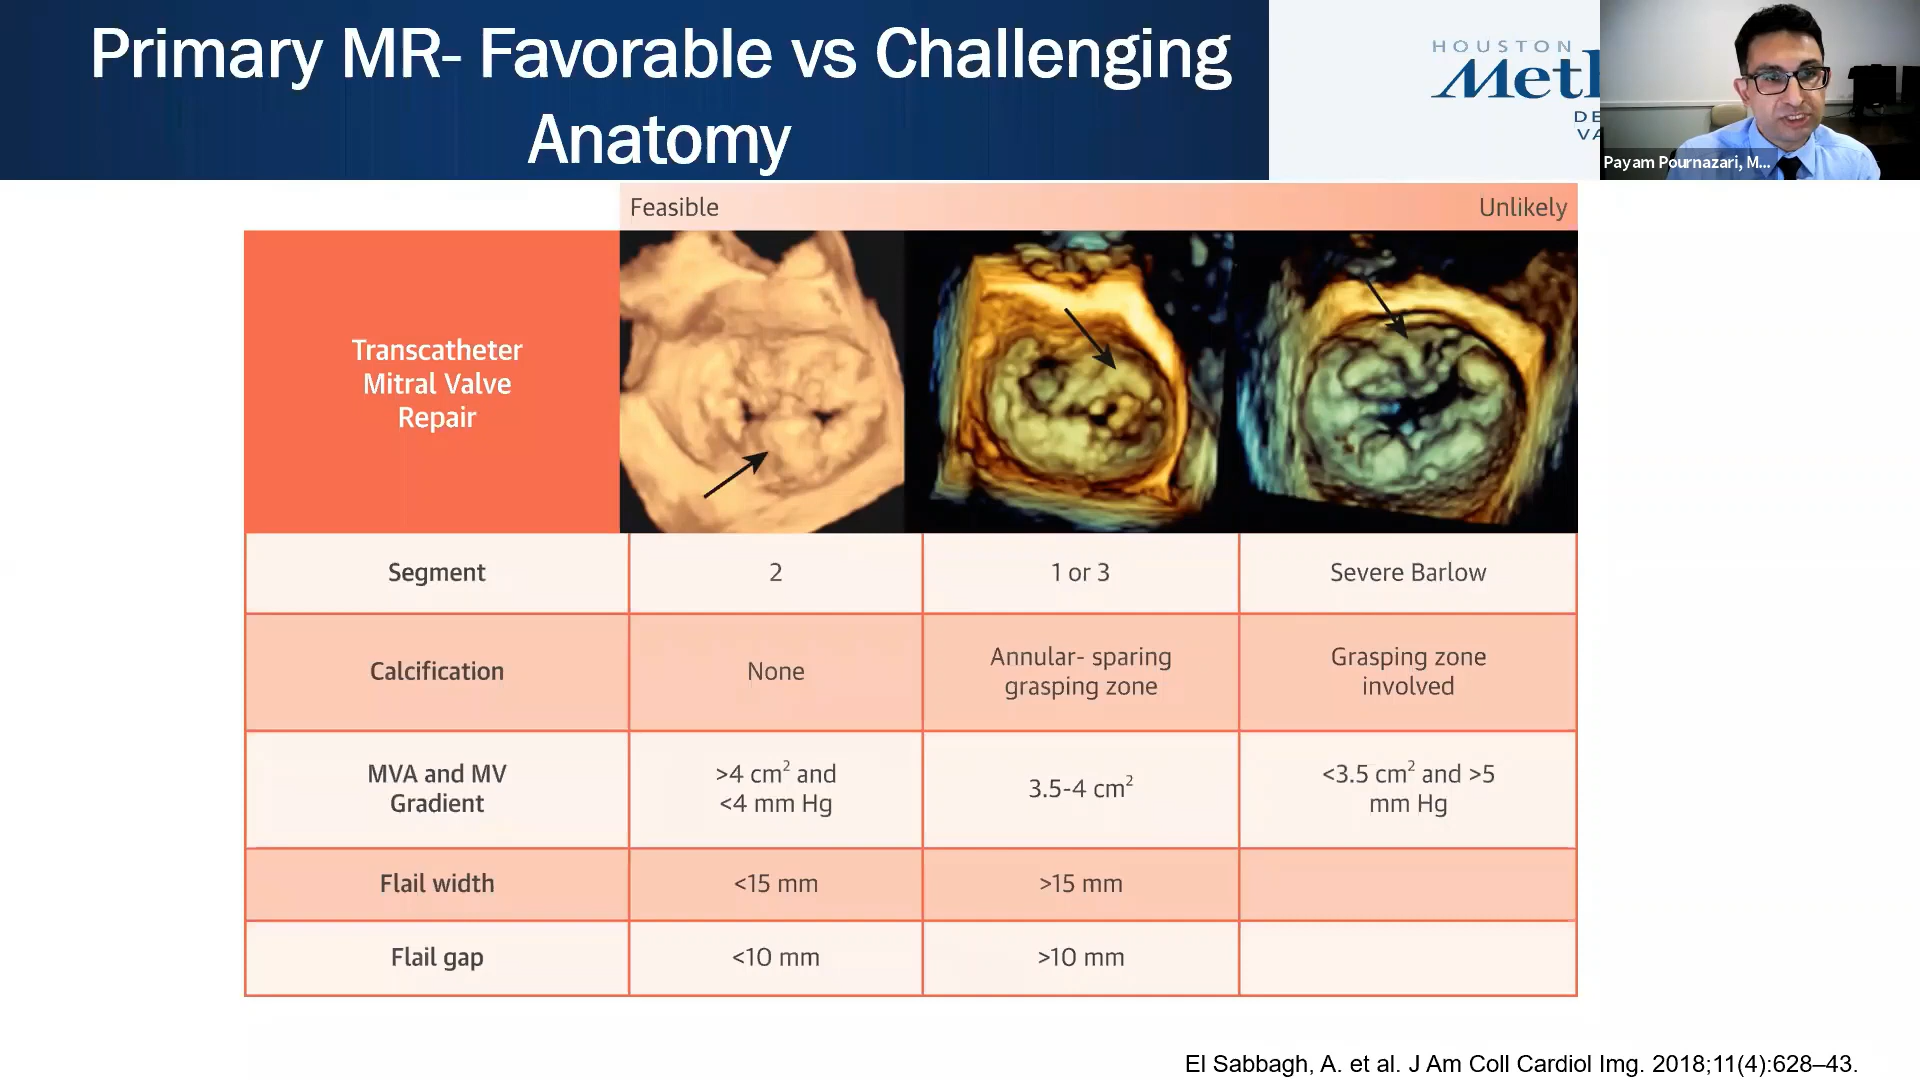 Primary MR- Favorable vs Challenging
Anatomy
HOUSTON
Payam Pournazari, M...
Feasible
Unlikely
Transcatheter
Mitral Valve
Repair
Segment
2
1 or 3
Severe Barlow
Calcification
None
Annular- sparing
grasping zone
Grasping zone
involved
MVA and MV
Gradient
>4 cm² and
<4 mm Hg
3.5-4 cm²
<3.5 cm² and >5
mm Hg
Flail width
<15 mm
>15 mm
Flail gap
<10 mm
>10 mm
El Sabbagh, A. et al. J Am Coll Cardiol Img. 2018;11(4):628–43.